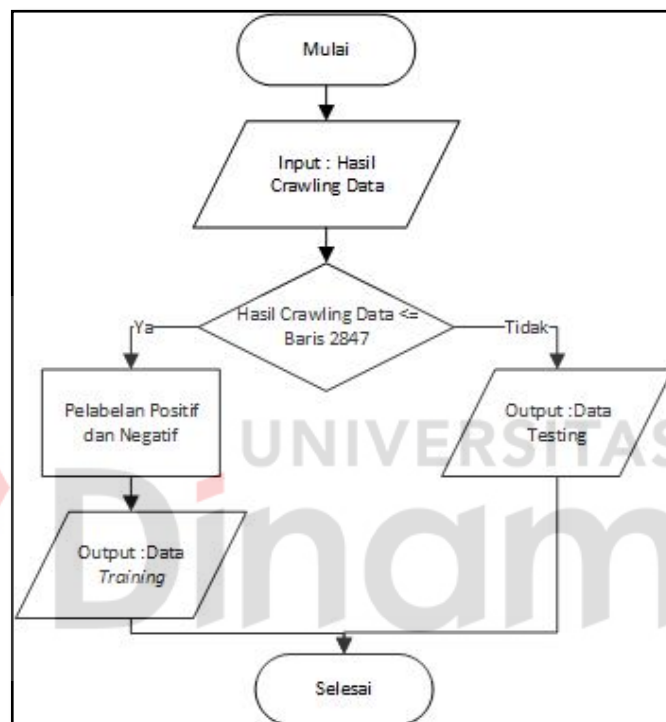 Mulai
Input : Hasil
Crawling Data
Hasil Crawling Data <=
Baris 2847
Ya
Tidak
Pelabelan Positif
dan Negatif
Output :Data
Testing
UNIVERSITAS
Dinam
Output :Data
Training
Selesai